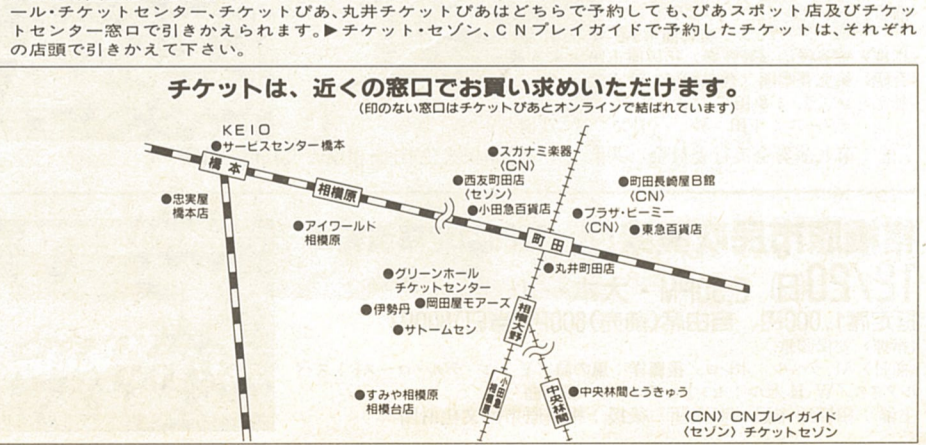 ール・チケットセンター、チケットぴあ、丸井チケットぴあはどちらで予約しても、ぴあスポット店及びチケッ
トセンター窓口で引きかえられます。▶チケット・セゾン、CNプレイガイドで予約したチケットは、それぞれ
の店頭で引きかえて下さい。
チケットは、近くの窓口でお買い求めいただけます。
(印のない窓口はチケットぴあとオンラインで結ばれています)
KEIO
●サービスセンター橋本
橋本
●忠実屋
橋本店
相模原
●アイワールド
相模原
●スガナミ楽器
〈CN〉
●西友町田店
〈セゾン〉
●小田急百貨店
●町田長崎屋B館
〈CN〉
●プラザ・ビーミー
〈CN〉
●東急百貨店
町田
●丸井町田店
●グリーンホール
チケットセンター
●岡田屋モアーズ
●伊勢丹
●サトームセン
相模大野
●すみや相模原
相模台店
小田急相模原
中央林間
●中央林間とうきゅう
〈CN〉CNプレイガイド
〈セゾン〉チケットセゾン